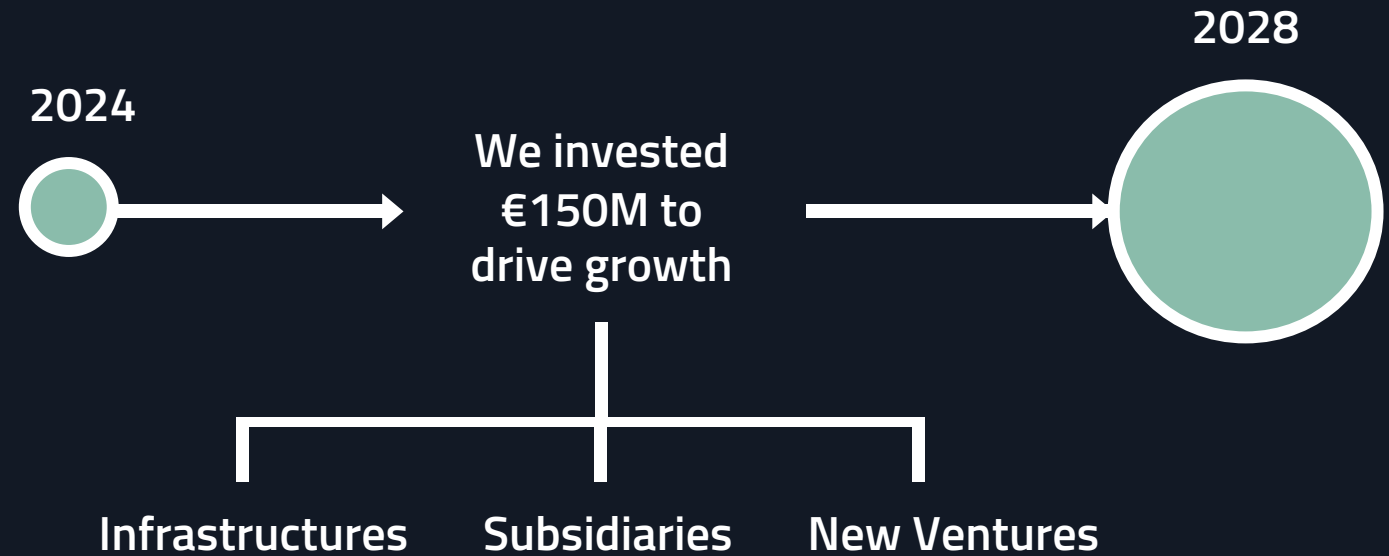 2028
2024
We invested
€150M to
drive growth
Infrastructures
Subsidiaries
New Ventures